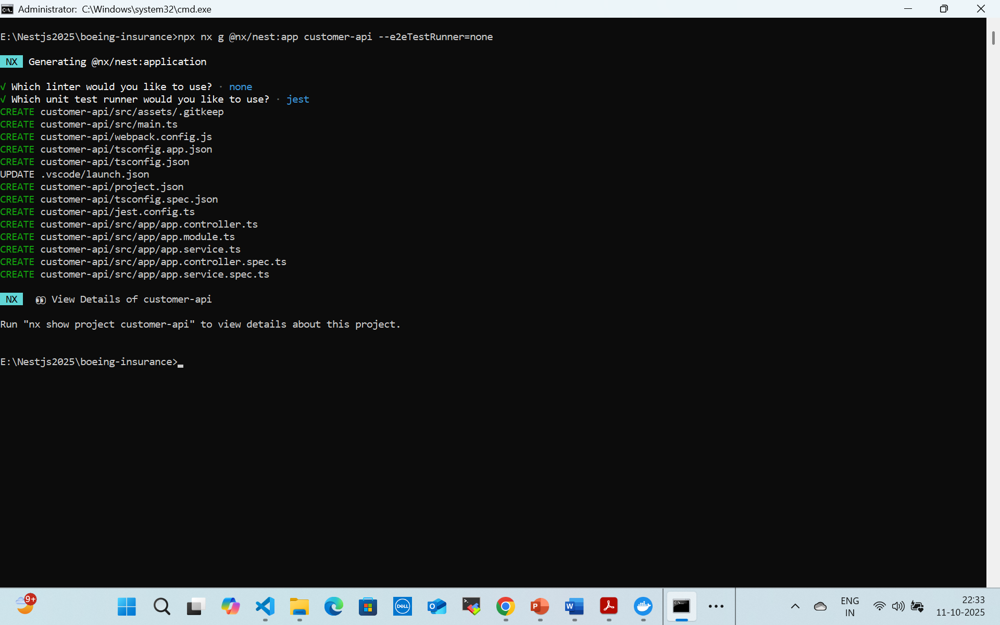 Administrator: C:\Windows\system32\cmd.exe
E:\Nestjs2025\boeing-insurance>npx nx g @nx/nest:app customer-api --e2eTestRunner=none
NX Generating @nx/nest:application
√ Which linter would you like to use? · none
√ Which unit test runner would you like to use? · jest
CREATE customer-api/src/assets/.gitkeep
CREATE customer-api/src/main.ts
CREATE customer-api/webpack.config.js
CREATE customer-api/tsconfig.app.json
CREATE customer-api/tsconfig.json
UPDATE .vscode/launch.json
CREATE customer-api/project.json
CREATE customer-api/tsconfig.spec.json
CREATE customer-api/jest.config.ts
CREATE customer-api/src/app/app.controller.ts
CREATE customer-api/src/app/app.module.ts
CREATE customer-api/src/app/app.service.ts
CREATE customer-api/src/app/app.controller.spec.ts
CREATE customer-api/src/app/app.service.spec.ts
NX 👀 View Details of customer-api
Run "nx show project customer-api" to view details about this project.
E:\Nestjs2025\boeing-insurance>
9+
DELL
ENG
IN
22:33
11-10-2025